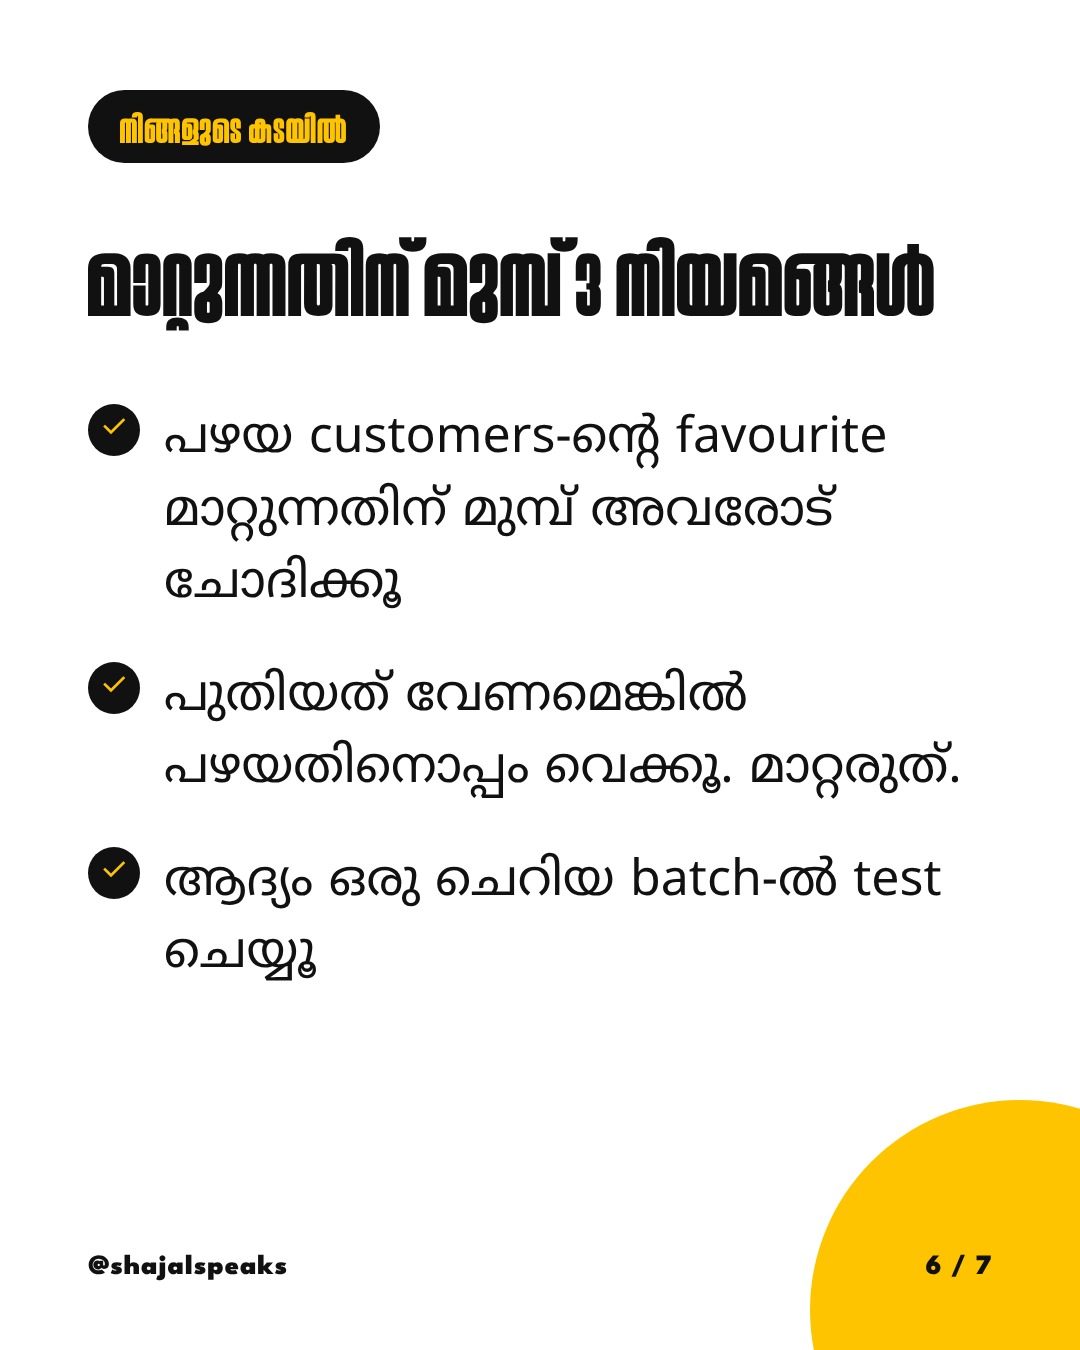 നിങ്ങളുടെ കടയിൽ
മാറ്റുന്നതിന് മുമ്പ് 3 നിയമങ്ങൾ
പഴയ customers-ന്റെ favourite
മാറ്റുന്നതിന് മുമ്പ് അവരോട്
ചോദിക്കൂ
പുതിയത് വേണമെങ്കിൽ
പഴയതിനൊപ്പം വെക്കൂ. മാറ്റരുത്.
ആദ്യം ഒരു ചെറിയ batch-ൽ test
ചെയ്യൂ
@shajalspeaks
6 / 7